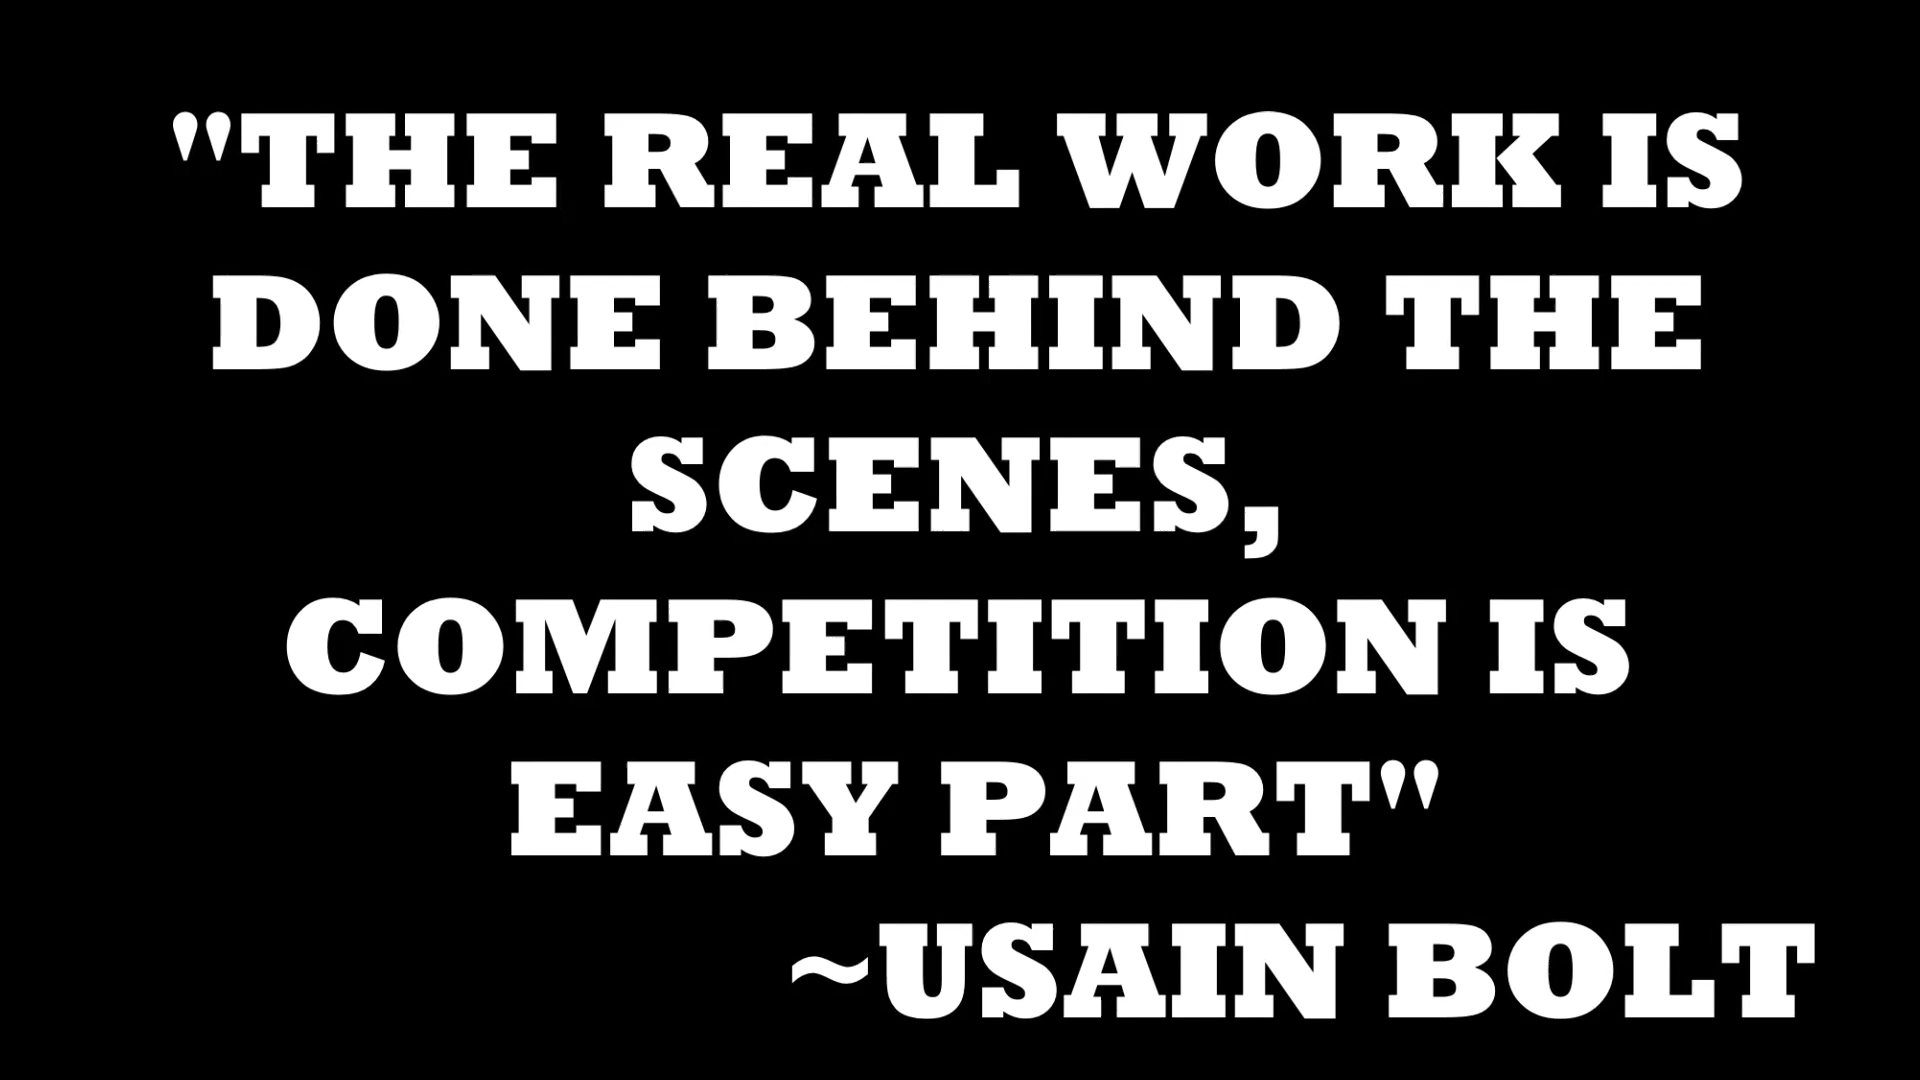 "THE REAL WORK IS
DONE BEHIND THE
SCENES,
COMPETITION IS
EASY PART"
~USAIN BOLT